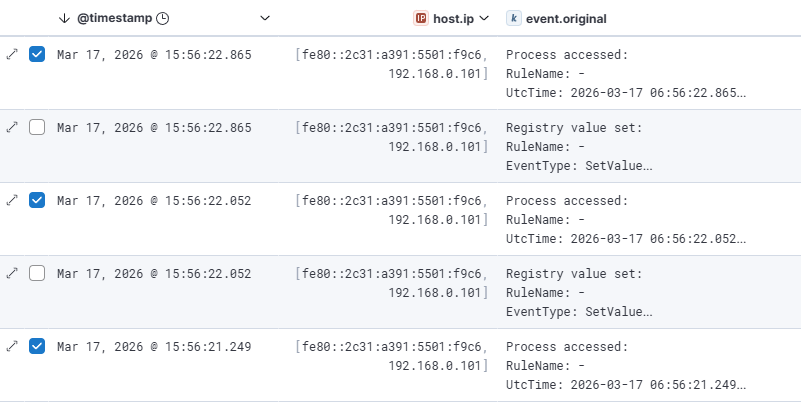 @timestamp host.ip k event.original
Mar 17, 2026 @ 15:56:22.865 [fe80::2c31:a391:5501:f9c6, Process accessed:
192.168.0.101] RuleName: -
UtcTime: 2026-03-17 06:56:22.865…
Mar 17, 2026 @ 15:56:22.865 [fe80::2c31:a391:5501:f9c6, Registry value set:
192.168.0.101] RuleName: -
EventType: SetValue…
Mar 17, 2026 @ 15:56:22.052 [fe80::2c31:a391:5501:f9c6, Process accessed:
192.168.0.101] RuleName: -
UtcTime: 2026-03-17 06:56:22.052…
Mar 17, 2026 @ 15:56:22.052 [fe80::2c31:a391:5501:f9c6, Registry value set:
192.168.0.101] RuleName: -
EventType: SetValue…
Mar 17, 2026 @ 15:56:21.249 [fe80::2c31:a391:5501:f9c6, Process accessed:
192.168.0.101] RuleName: -
UtcTime: 2026-03-17 06:56:21.249…